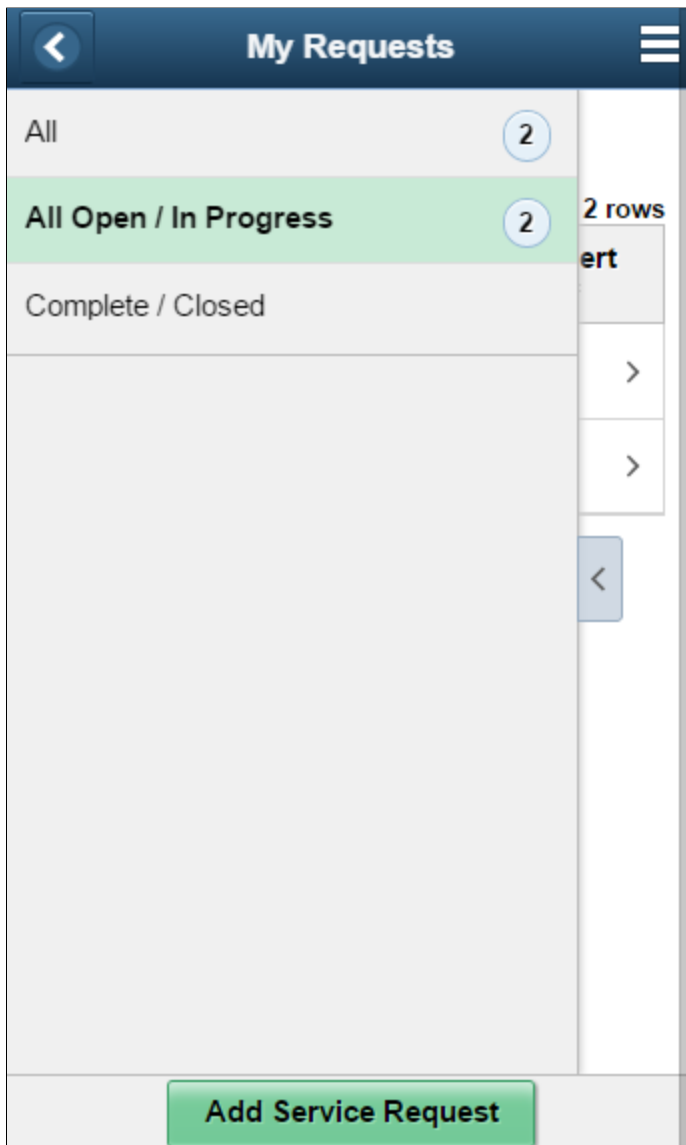 My Requests
All 2
All Open / In Progress 2
2 rows
ert
Complete / Closed
Add Service Request